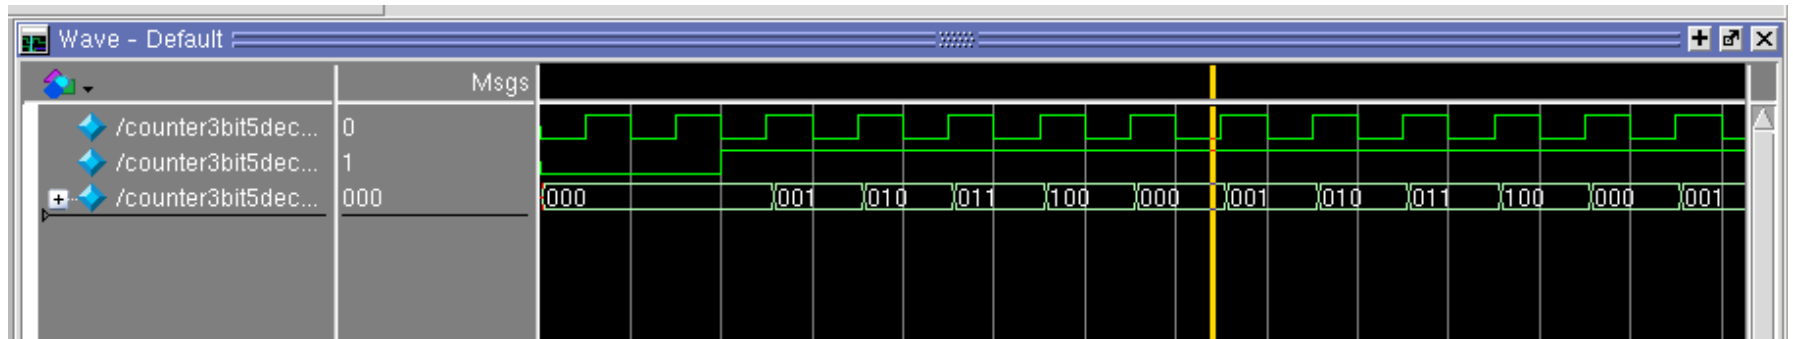 Wave - Default
Msgs
/counter3bit5dec... 0
/counter3bit5dec... 1
/counter3bit5dec... 000 000 001 010 011 100 000 001 010 011 100 000 001